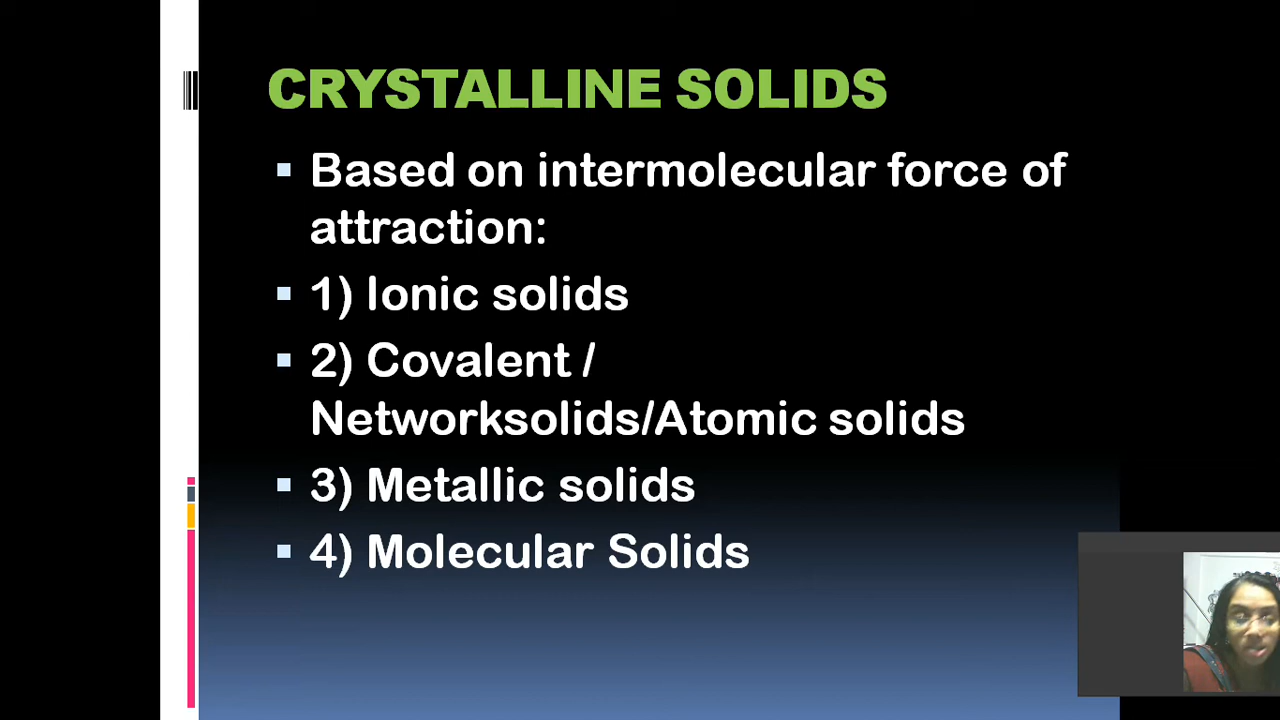 CRYSTALLINE SOLIDS
Based on intermolecular force of
attraction:
1) Ionic solids
2) Covalent /
Networksolids/Atomic solids
3) Metallic solids
4) Molecular Solids